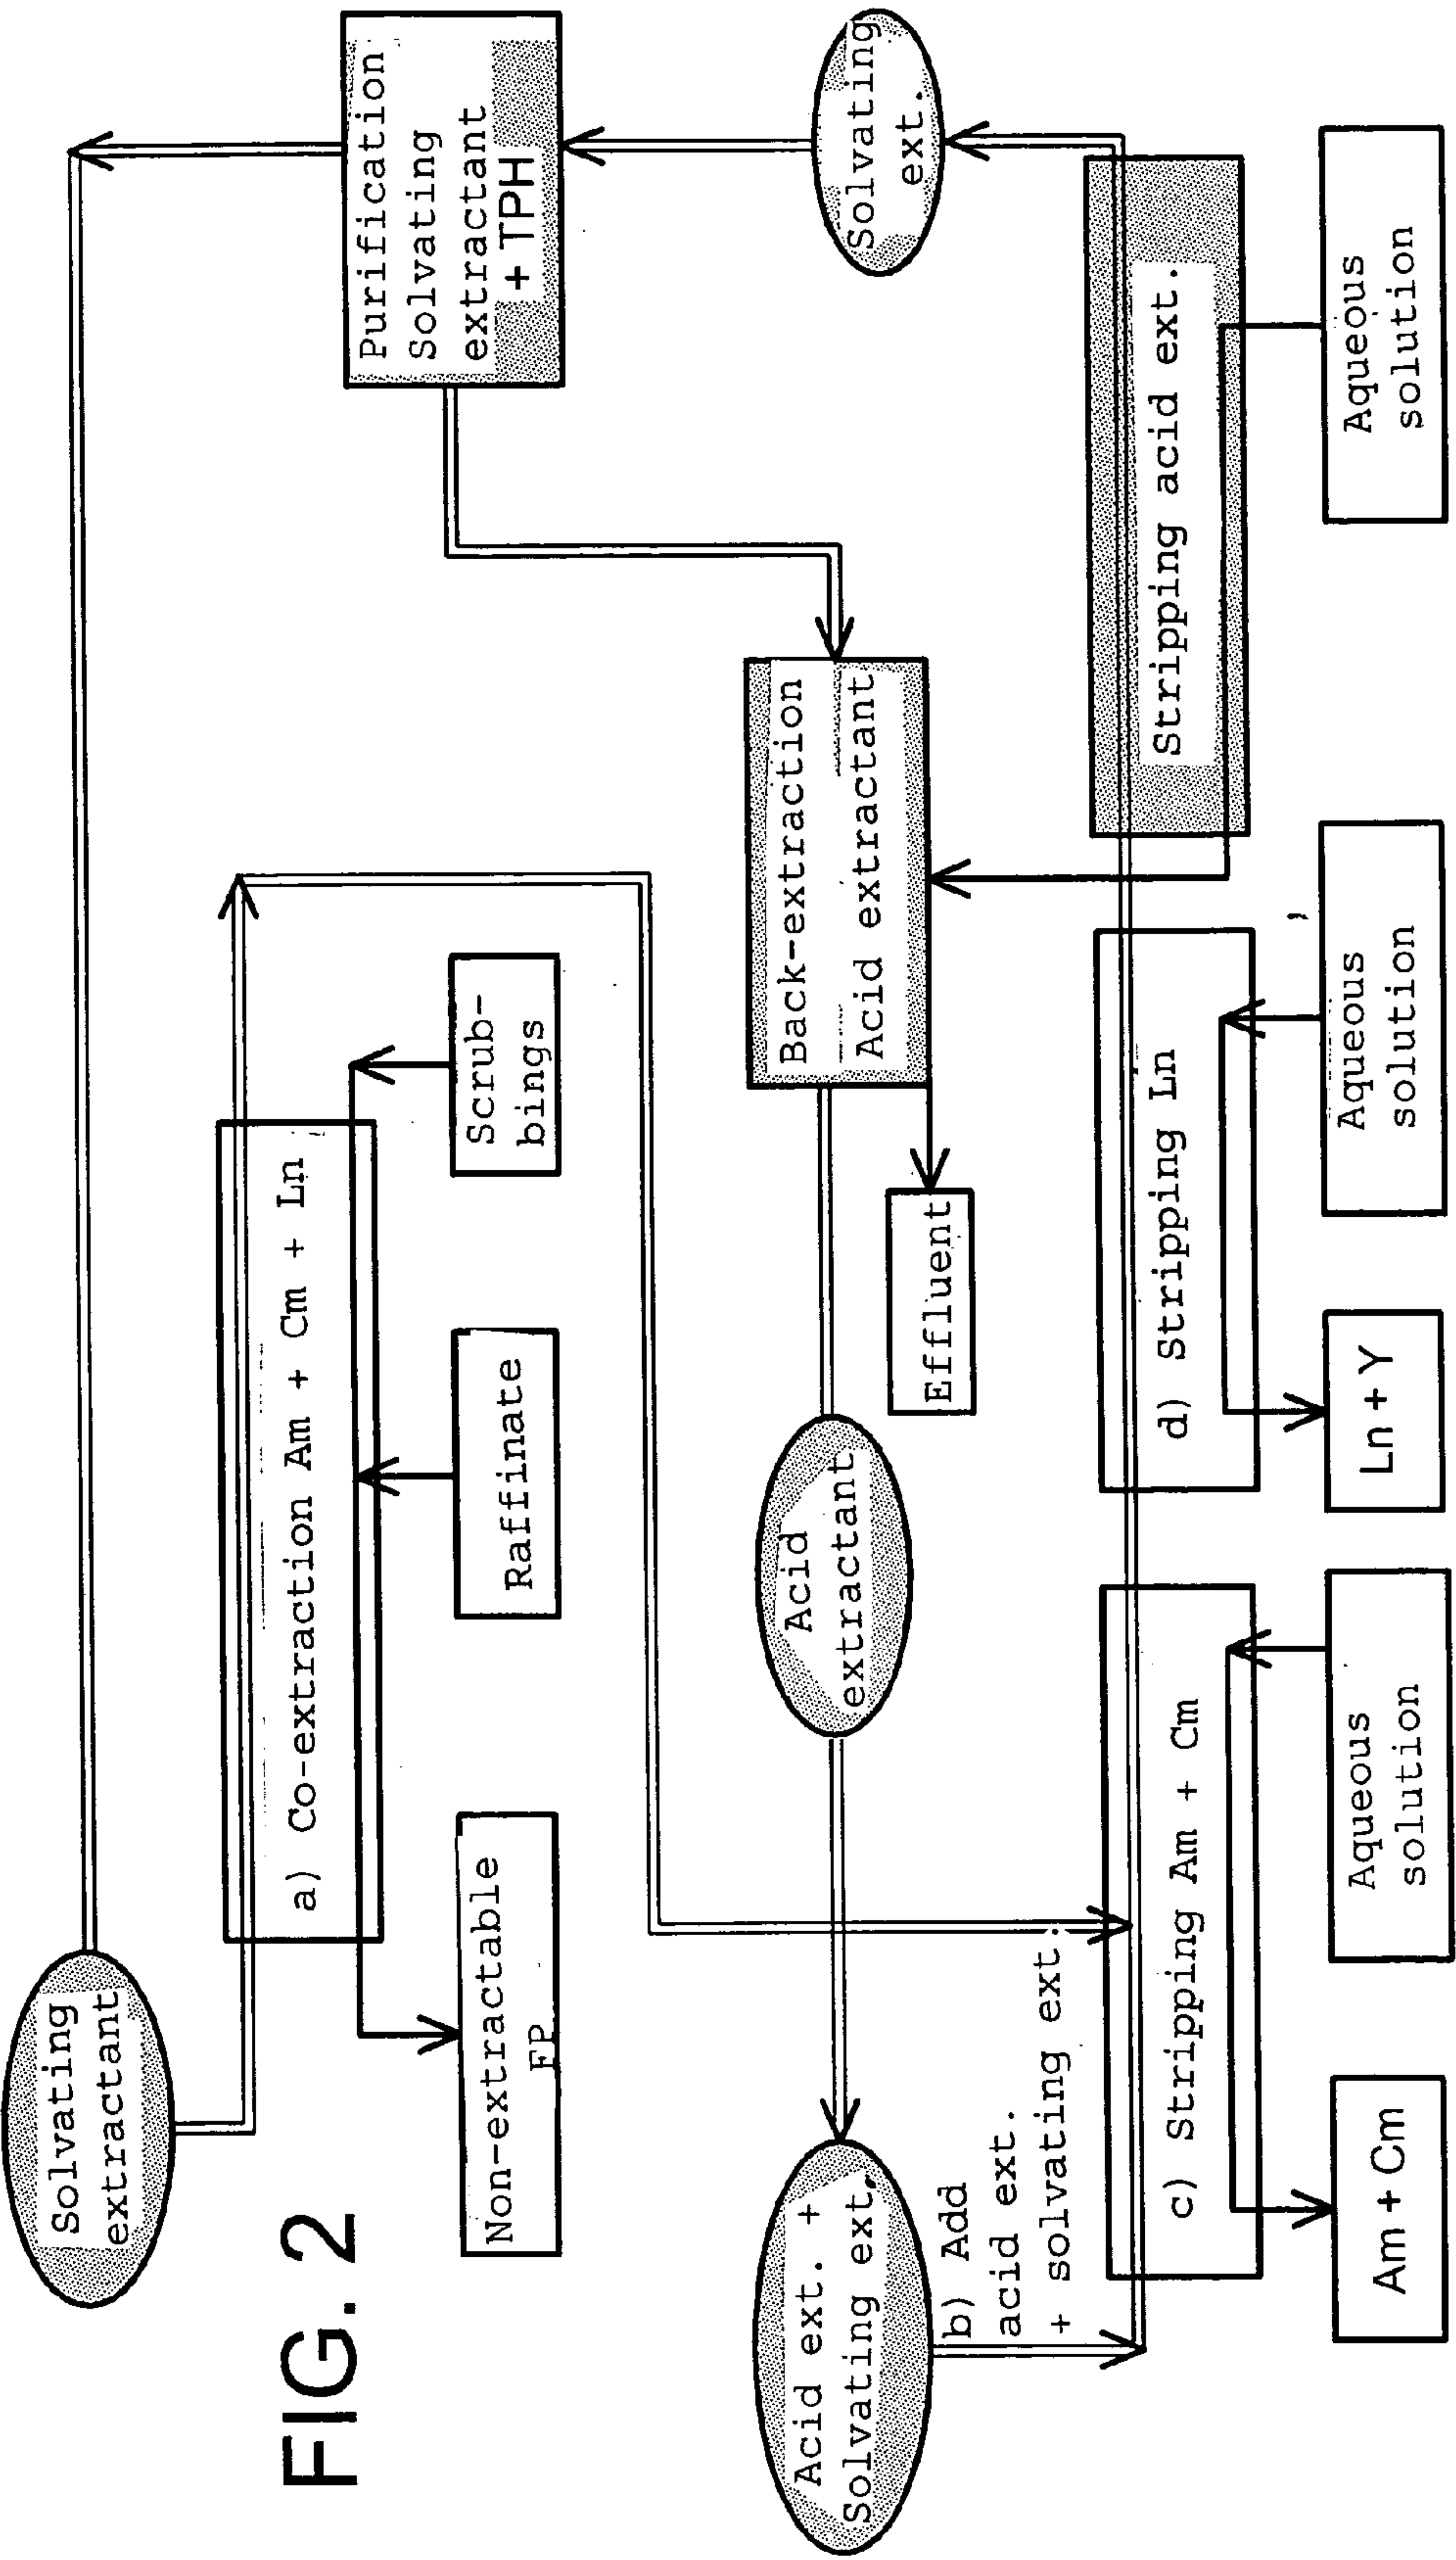 Solvating
extractant
a) Co-extraction Am + Cm + Ln
FIG. 2
Non-extractable
FP
Raffinate
Scrub-
bings
Purification
Solvating
extractant
+ TPH
Acid ext. +
Solvating ext.
Acid
extractant
Effluent
Back-extraction
Acid extractant
Solvating
ext.
b) Add
acid ext.
+ solvating ext.
c) Stripping Am + Cm
d) Stripping Ln
Stripping acid ext.
Am + Cm
Aqueous
solution
Ln + Y
Aqueous
solution
Aqueous
solution